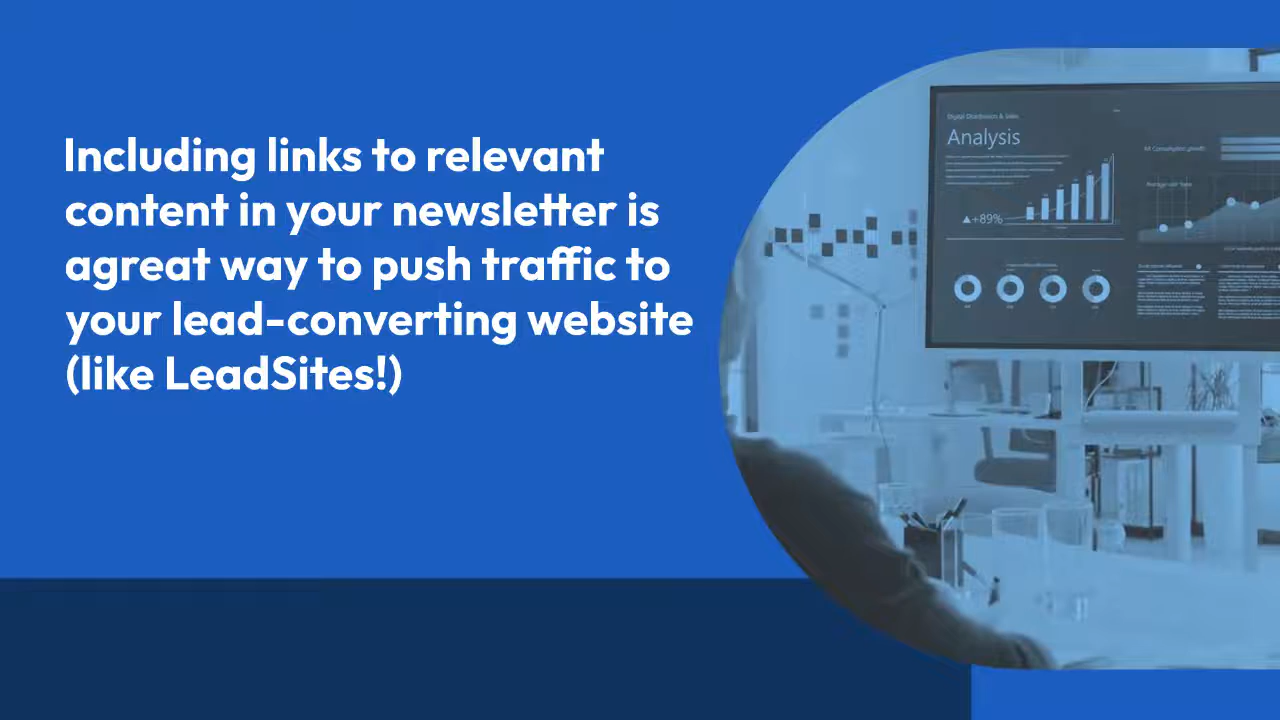 Including links to relevant
content in your newsletter is
agreat way to push traffic to
your lead-converting website
(like LeadSites!)
Digital Distribution & Sales
Analysis
+89%